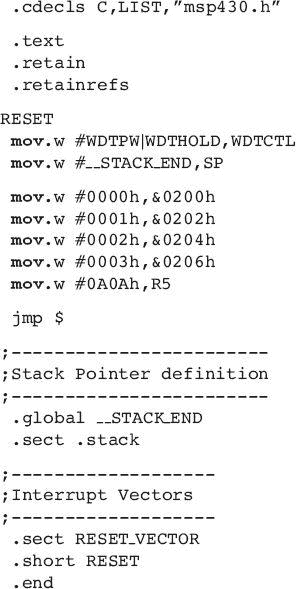 .cdecls C,LIST,”msp430.h”
.text
.retain
.retainrefs
RESET
mov.w #WDTPW|WDTHOLD,WDTCTL
mov.w #__STACK_END,SP
mov.w #0000h,&0200h
mov.w #0001h,&0202h
mov.w #0002h,&0204h
mov.w #0003h,&0206h
mov.w #0A0Ah,R5
jmp $
;------------------------
;Stack Pointer definition
;------------------------
.global __STACK_END
.sect .stack
;-------------------
;Interrupt Vectors
;-------------------
.sect RESET_VECTOR
.short RESET
.end